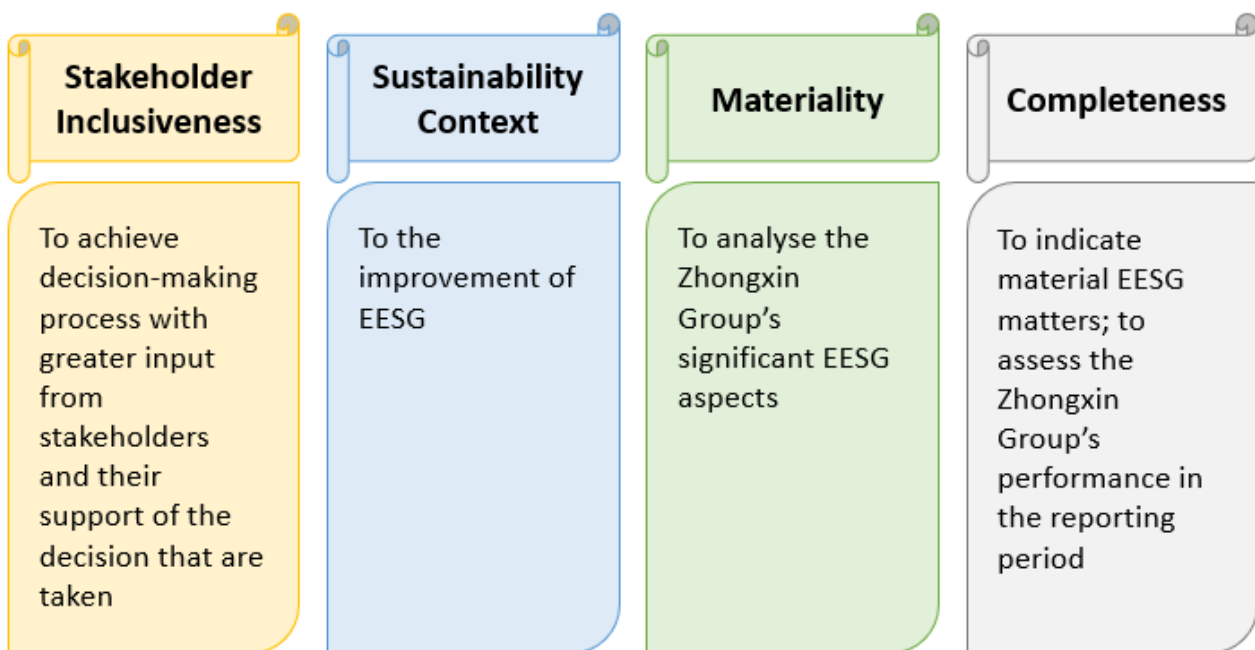 Stakeholder
Inclusiveness
To achieve
decision-making
process with
greater input
from
stakeholders
and their
support of the
decision that are
taken
Sustainability
Context
To the
improvement of
EESG
Materiality
To analyse the
Zhongxin
Group's
significant EESG
aspects
Completeness
To indicate
material EESG
matters; to
assess the
Zhongxin
Group's
performance in
the reporting
period